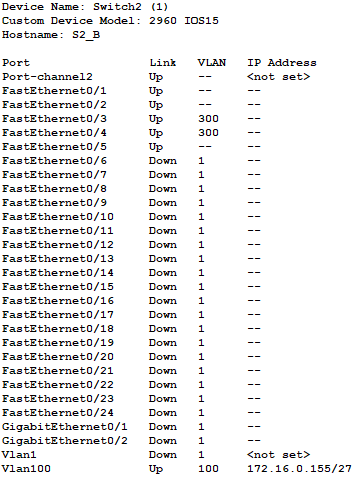 Device Name: Switch2 (1)
Custom Device Model: 2960 IOS15
Hostname: S2_B

Port Link VLAN IP Address
Port-channel2 Up -- <not set>
FastEthernet0/1 Up -- --
FastEthernet0/2 Up -- --
FastEthernet0/3 Up 300 --
FastEthernet0/4 Up 300 --
FastEthernet0/5 Up -- --
FastEthernet0/6 Down 1 --
FastEthernet0/7 Down 1 --
FastEthernet0/8 Down 1 --
FastEthernet0/9 Down 1 --
FastEthernet0/10 Down 1 --
FastEthernet0/11 Down 1 --
FastEthernet0/12 Down 1 --
FastEthernet0/13 Down 1 --
FastEthernet0/14 Down 1 --
FastEthernet0/15 Down 1 --
FastEthernet0/16 Down 1 --
FastEthernet0/17 Down 1 --
FastEthernet0/18 Down 1 --
FastEthernet0/19 Down 1 --
FastEthernet0/20 Down 1 --
FastEthernet0/21 Down 1 --
FastEthernet0/22 Down 1 --
FastEthernet0/23 Down 1 --
FastEthernet0/24 Down 1 --
GigabitEthernet0/1 Down 1 --
GigabitEthernet0/2 Down 1 --
Vlan1 Down 1 <not set>
Vlan100 Up 100 172.16.0.155/27